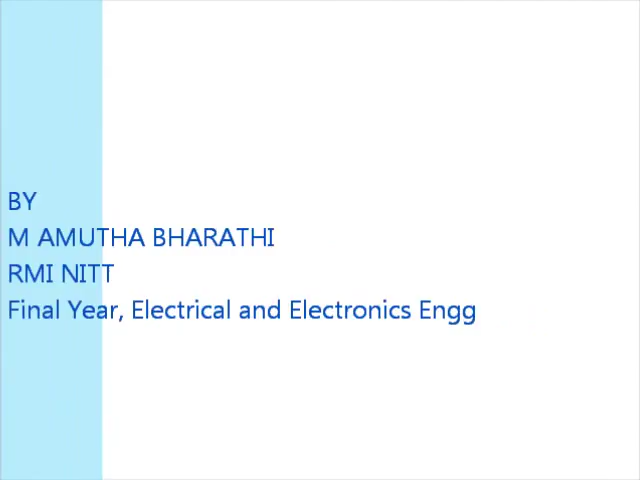 BY
M AMUTHA BHARATHI
RMI NITT
Final Year, Electrical and Electronics Engg